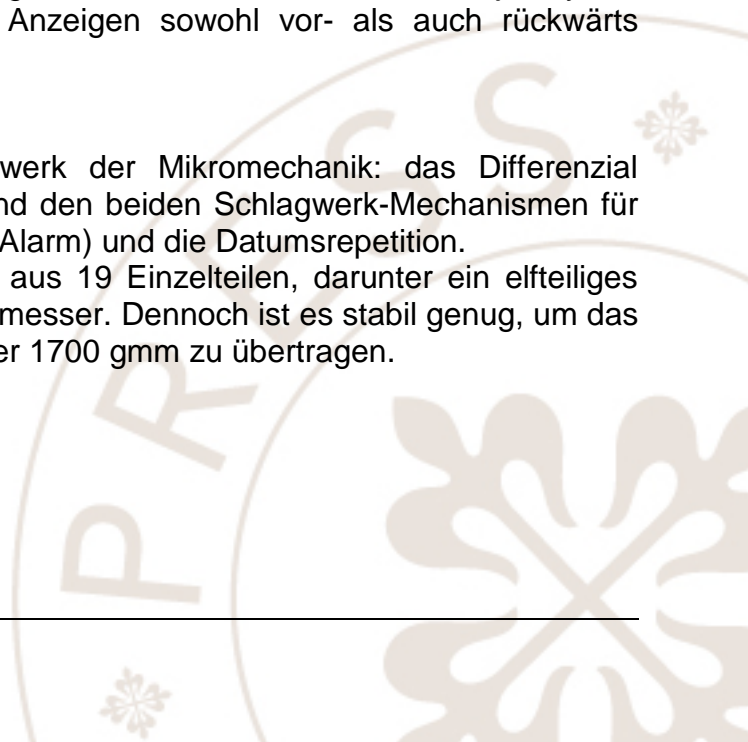 Anzeigen sowohl vor- als auch rückwärts
werk der Mikromechanik: das Differenzial
nd den beiden Schlagwerk-Mechanismen für
Alarm) und die Datumsrepetition.
aus 19 Einzelteilen, darunter ein elfteiliges
messer. Dennoch ist es stabil genug, um das
er 1700 gmm zu übertragen.
PRESS